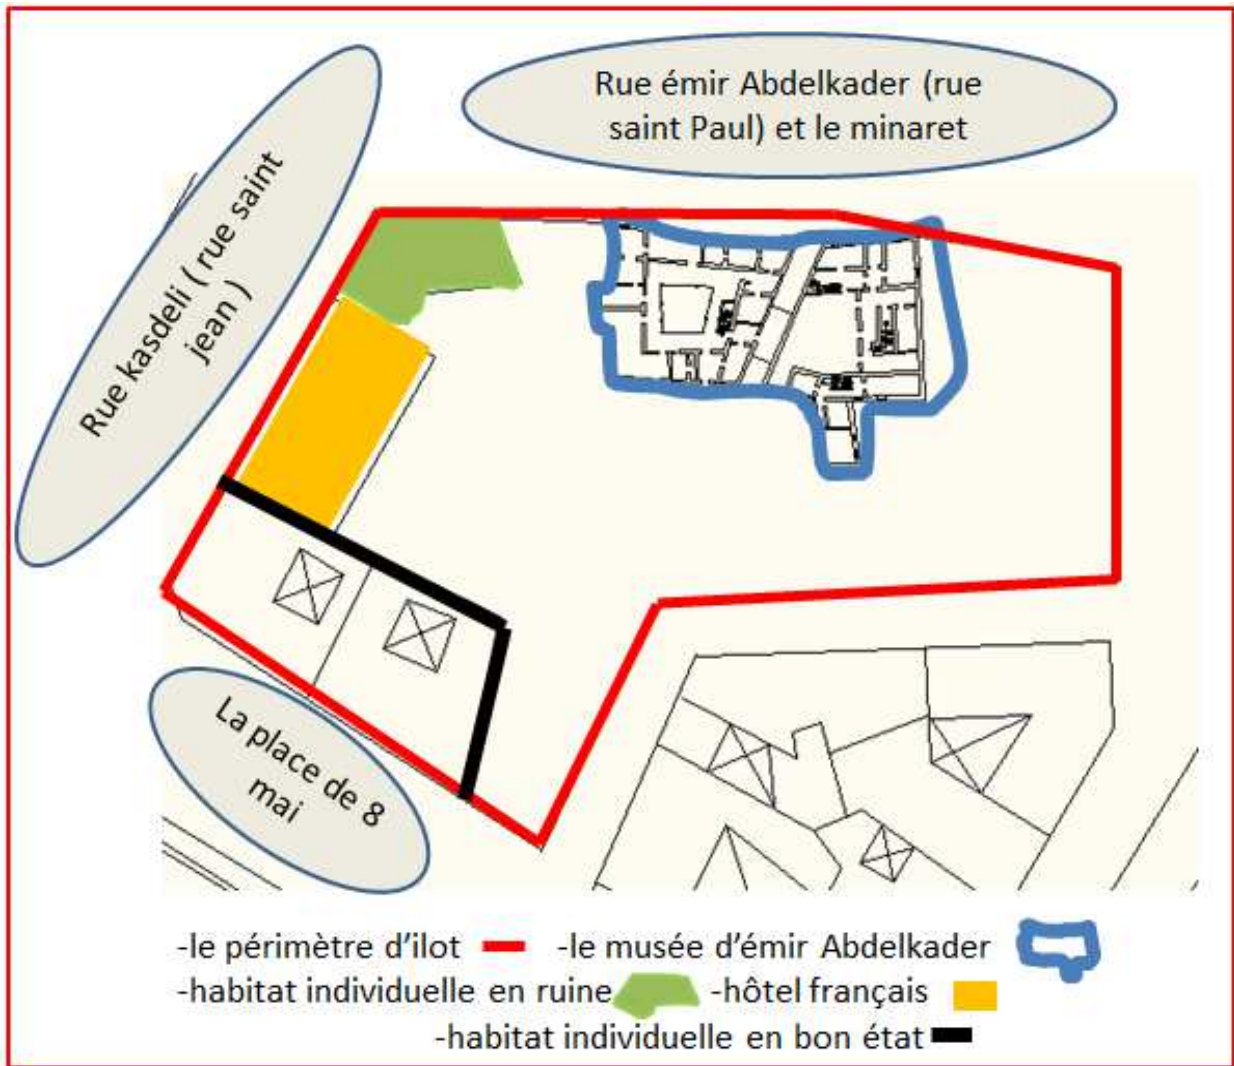 Rue émir Abdelkader (rue
saint Paul) et le minaret
Rue kasdeli ( rue saint
jean )
La place de 8
mai
-le périmètre d'ilot -le musée d'émir Abdelkader
-habitat individuelle en ruine -hôtel français
-habitat individuelle en bon état